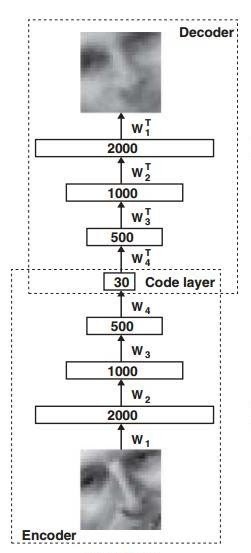 Decoder
W₁ᵀ
2000
W₂ᵀ
1000
W₃ᵀ
500
W₄ᵀ
30 Code layer
W₄
500
W₃
1000
W₂
2000
W₁
Encoder